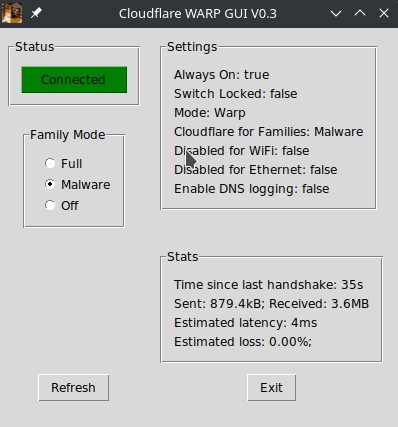 Cloudflare WARP GUI V0.3
Status
Connected
Family Mode
Full
Malware
Off
Settings
Always On: true
Switch Locked: false
Mode: Warp
Cloudflare for Families: Malware
Disabled for WiFi: false
Disabled for Ethernet: false
Enable DNS logging: false
Stats
Time since last handshake: 35s
Sent: 879.4kB; Received: 3.6MB
Estimated latency: 4ms
Estimated loss: 0.00%;
Refresh
Exit